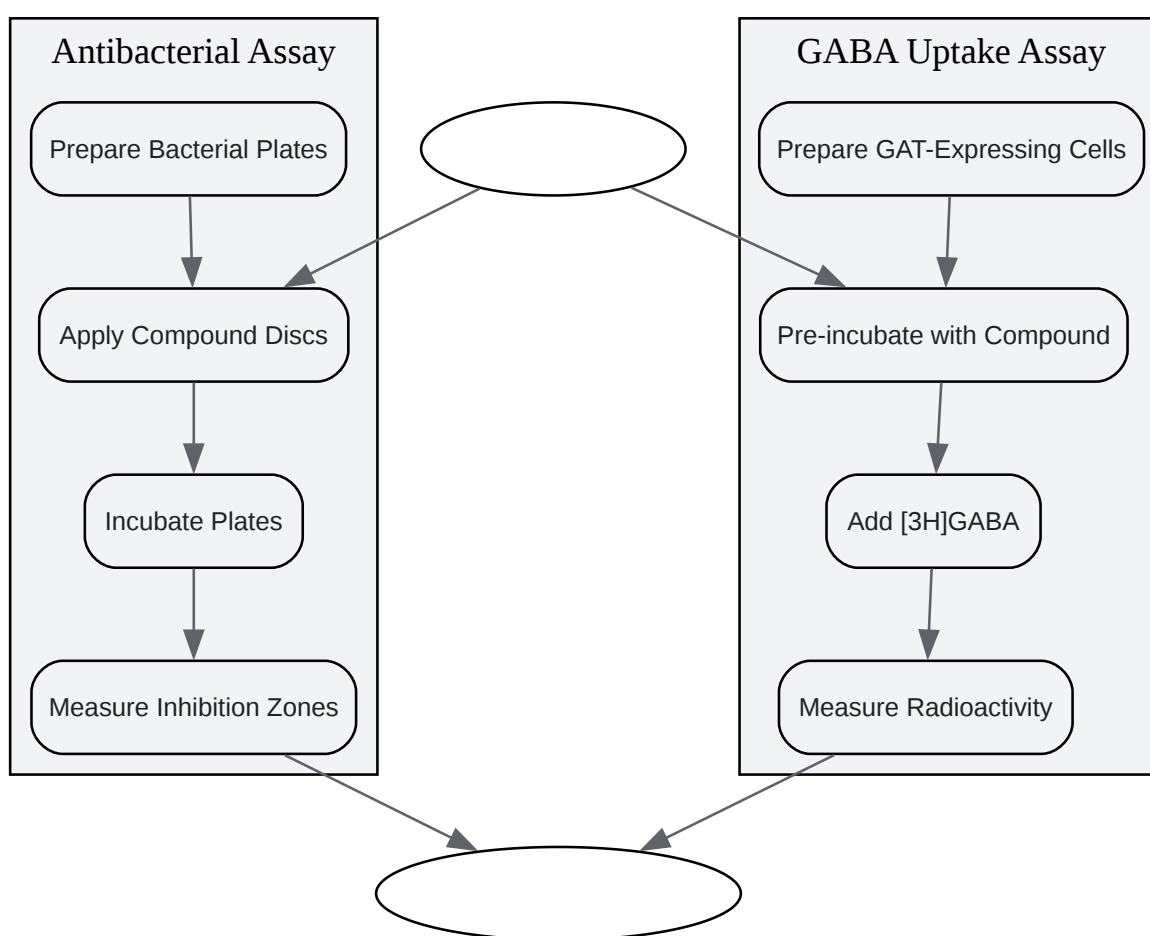 Antibacterial Assay
Prepare Bacterial Plates
Apply Compound Discs
Incubate Plates
Measure Inhibition Zones
GABA Uptake Assay
Prepare GAT-Expressing Cells
Pre-incubate with Compound
Add [3H]GABA
Measure Radioactivity